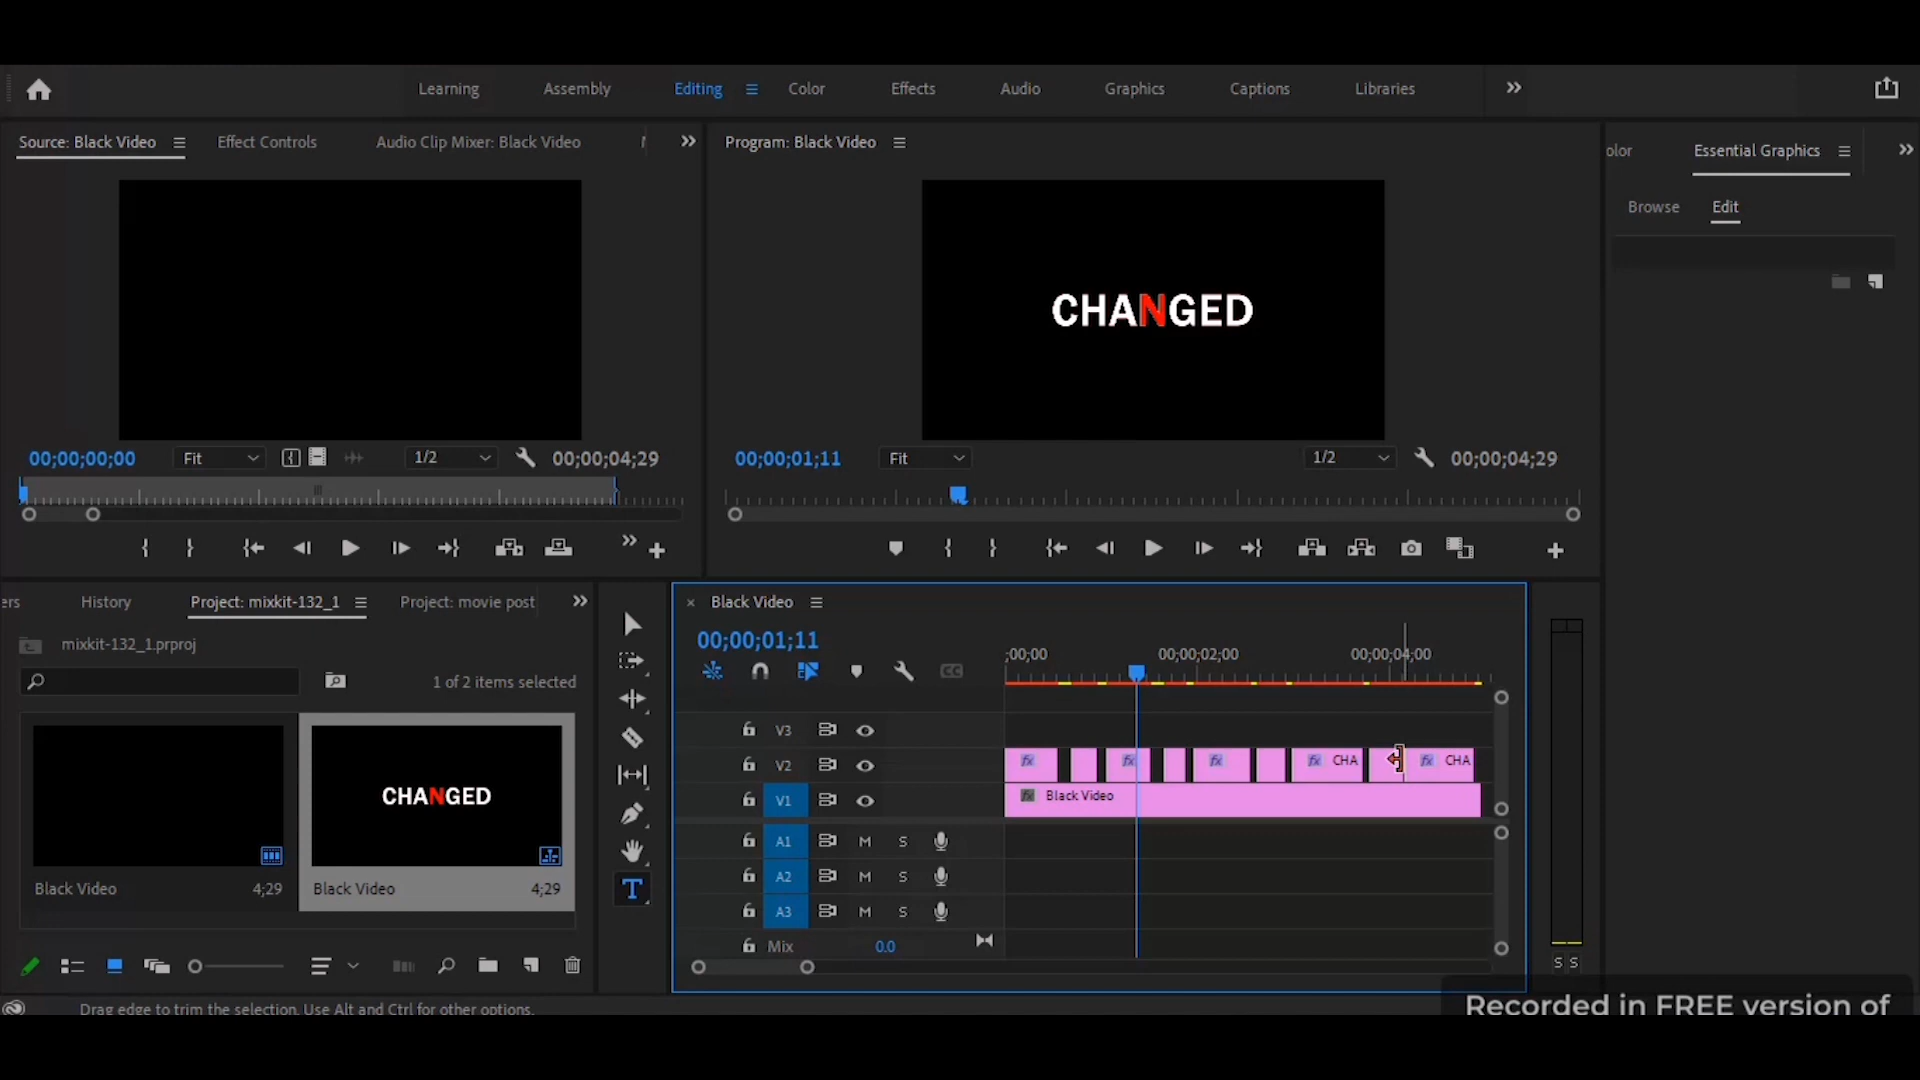 Learning Assembly Editing Color Effects Audio Graphics Captions Libraries
Source: Black Video Effect Controls Audio Clip Mixer: Black Video
Program: Black Video
olor Essential Graphics
Browse Edit
CHANGED
00;00;00;00 Fit 1/2 00;00;04;29
00;00;01;11 Fit 1/2 00;00;04;29
ers History Project: mixkit-132_1 Project: movie post
mixkit-132_1.prproj
1 of 2 items selected
CHANGED
Black Video 4;29
Black Video 4;29
T
× Black Video
00;00;01;11
;00;00 00;00;02;00 00;00;04;00
CC
V3
V2 fx fx fx fx CHA fx CHA
V1 fx Black Video
A1 M S
A2 M S
A3 M S
Mix 0.0
S S
Drag edge to trim the selection. Use Alt and Ctrl for other options.
Recorded in FREE version of